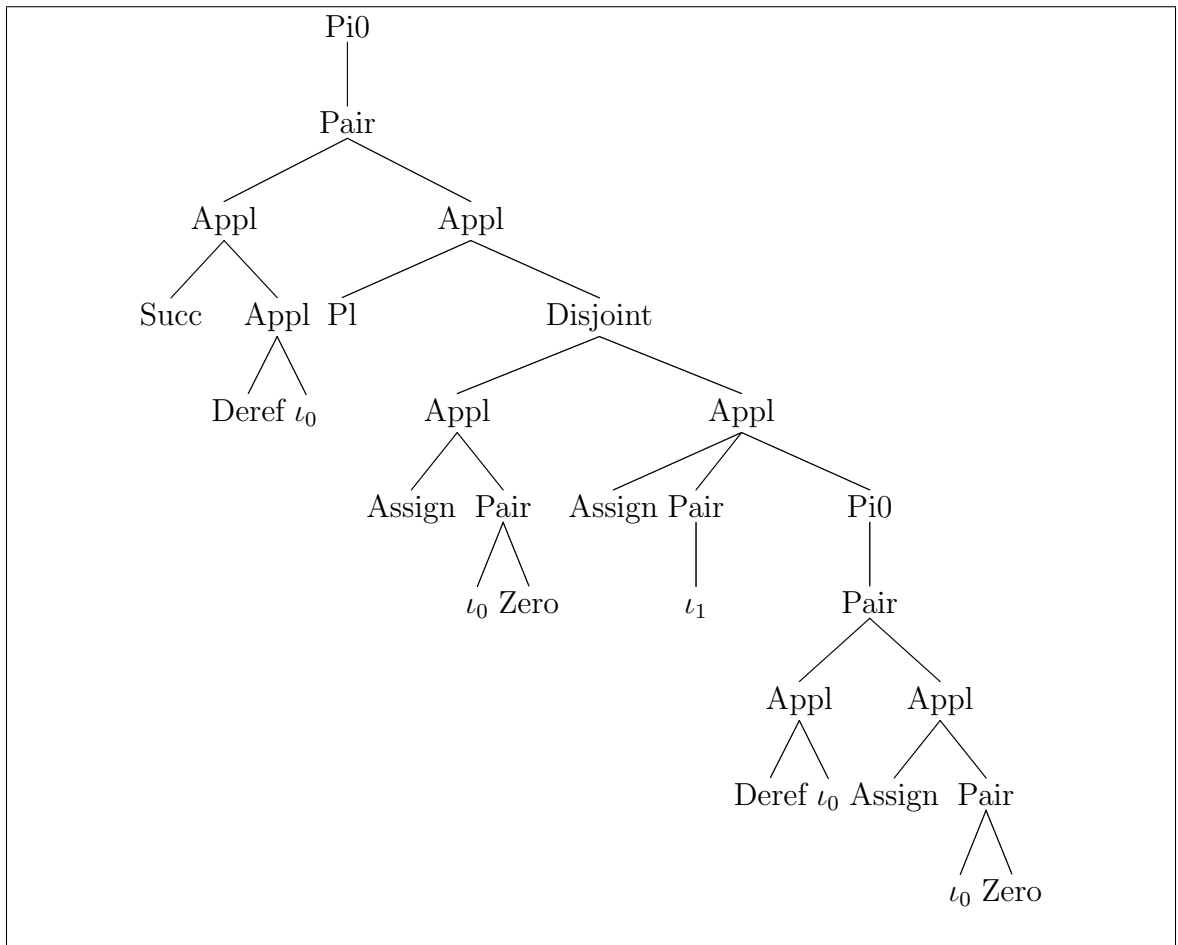 Pi0
Pair
Appl Appl
Succ Appl Pl Disjoint
Deref ι₀ Appl Appl
Assign Pair Assign Pair Pi0
ι₀ Zero ι₁ Pair
Appl Appl
Deref ι₀ Assign Pair
ι₀ Zero